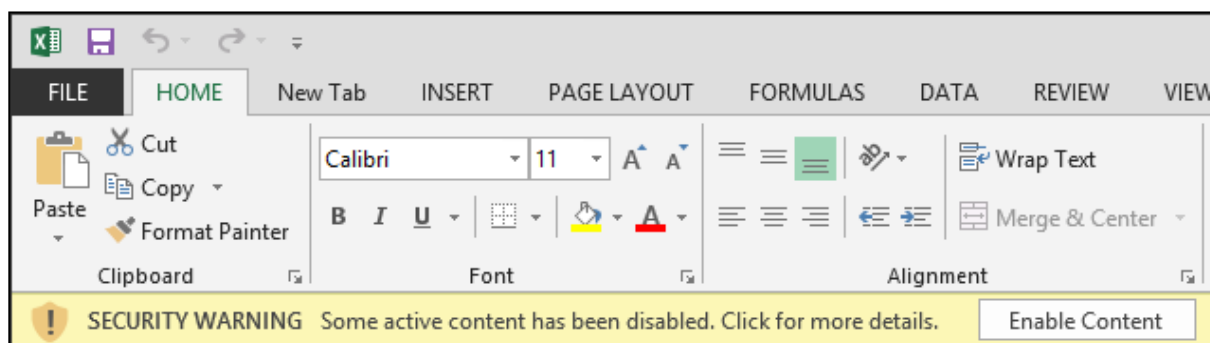 FILE HOME New Tab INSERT PAGE LAYOUT FORMULAS DATA REVIEW VIEW
Cut
Calibri 11 A A Wrap Text
Copy
Paste B I U A Merge & Center
Format Painter
Clipboard Font Alignment
SECURITY WARNING Some active content has been disabled. Click for more details. Enable Content